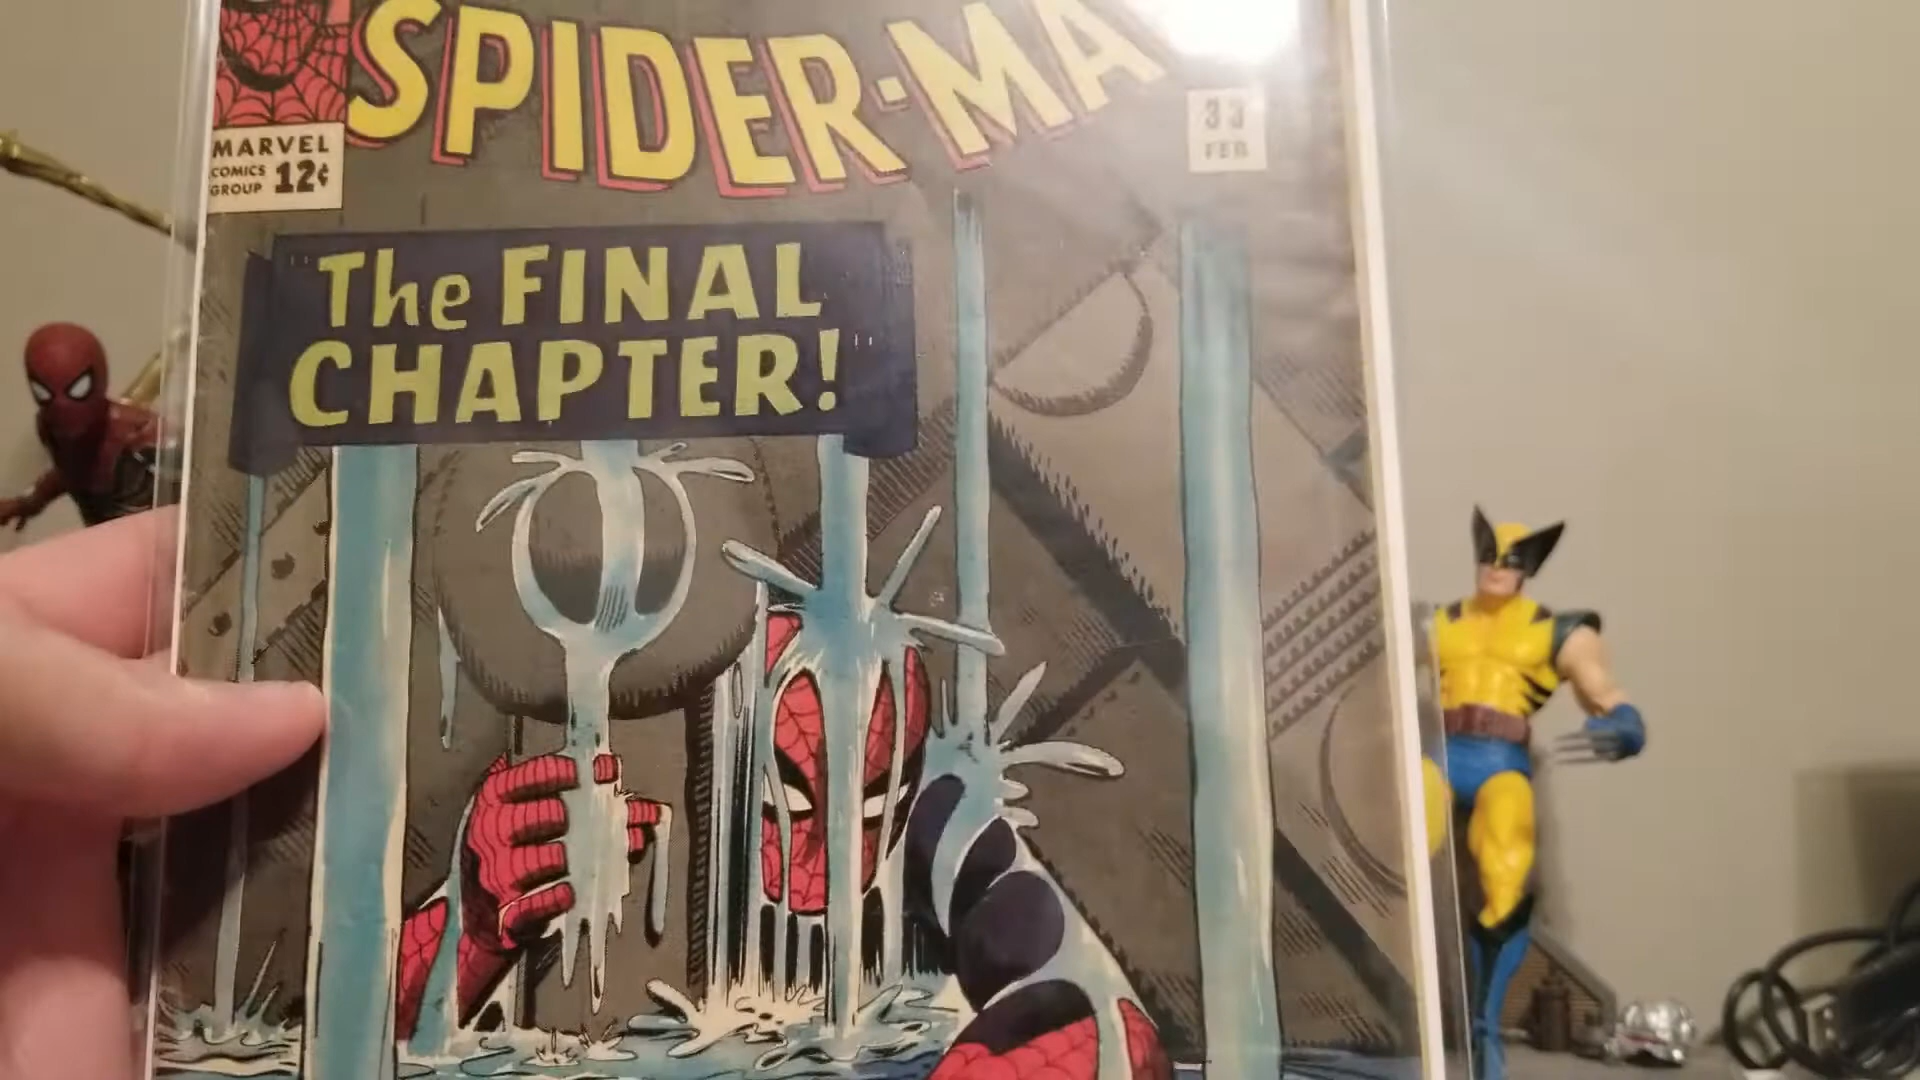 SPIDER-MA
MARVEL
COMICS
GROUP 12¢
33
FEB
The FINAL
CHAPTER!